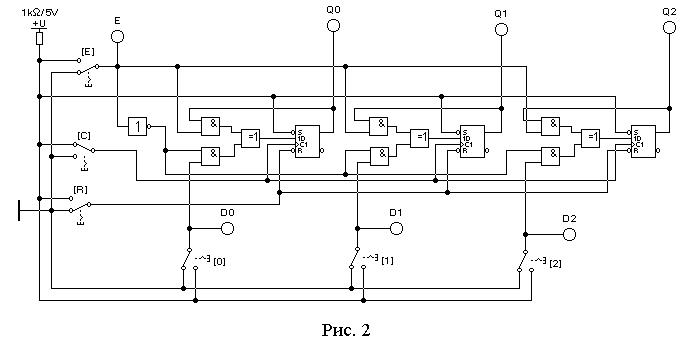 1kΩ/5V
+U
E
Q0
Q1
Q2
[E]
[C]
[R]
1
&
&
=1
S
1D
C1
R
&
&
=1
S
1D
C1
R
&
&
=1
S
1D
C1
R
D0
D1
D2
[0]
[1]
[2]
Рис. 2